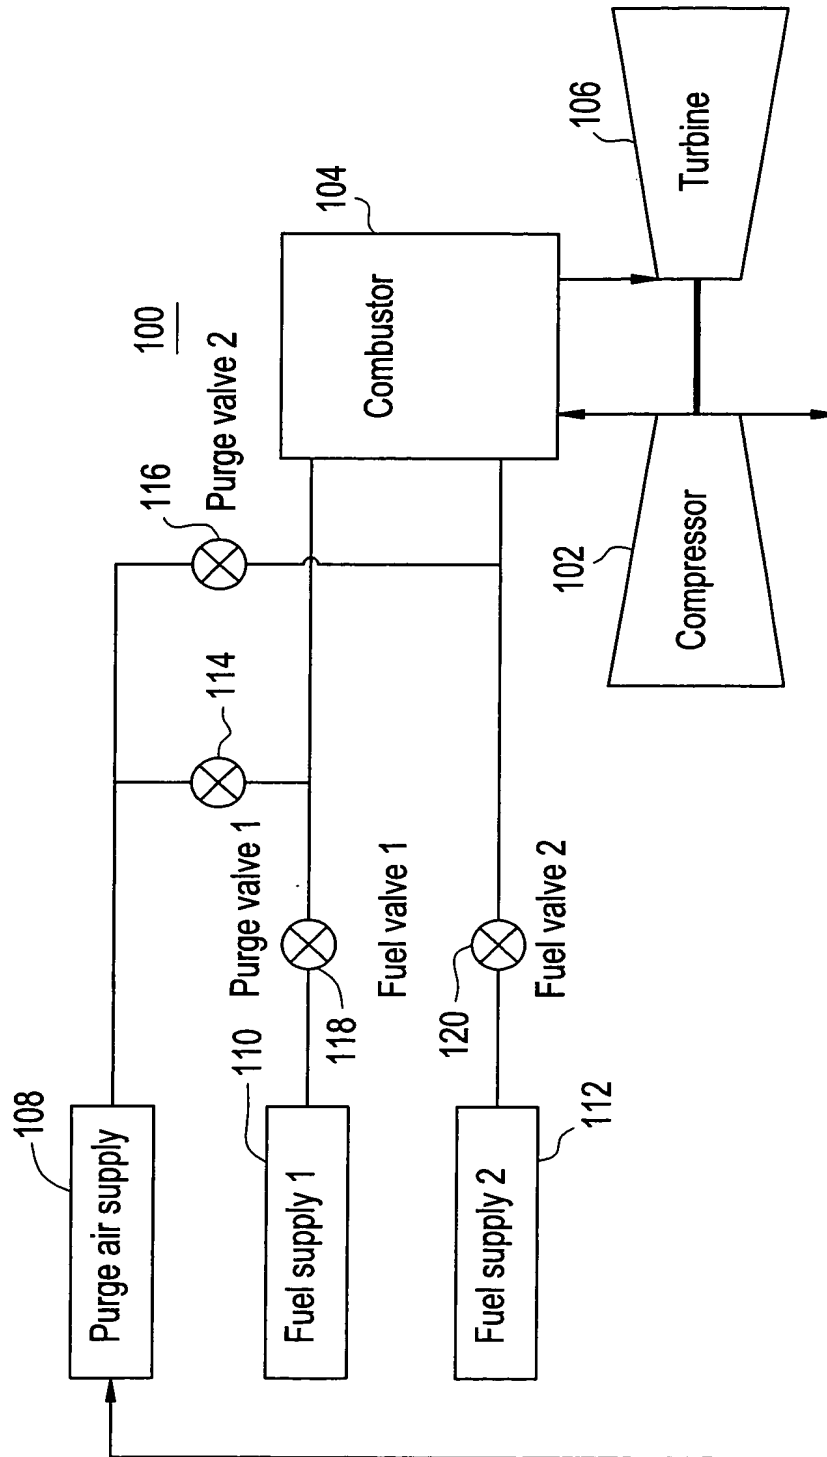 100
108
Purge air supply
110
Fuel supply 1
112
Fuel supply 2
114
Purge valve 1
116
Purge valve 2
118
Fuel valve 1
120
Fuel valve 2
104
Combustor
102
Compressor
106
Turbine